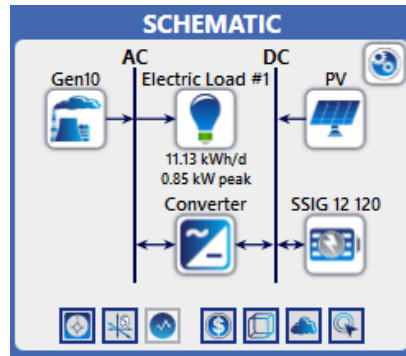 SCHEMATIC
AC DC
Gen10 Electric Load #1 PV
11.13 kWh/d
0.85 kW peak
Converter SSIG 12 120